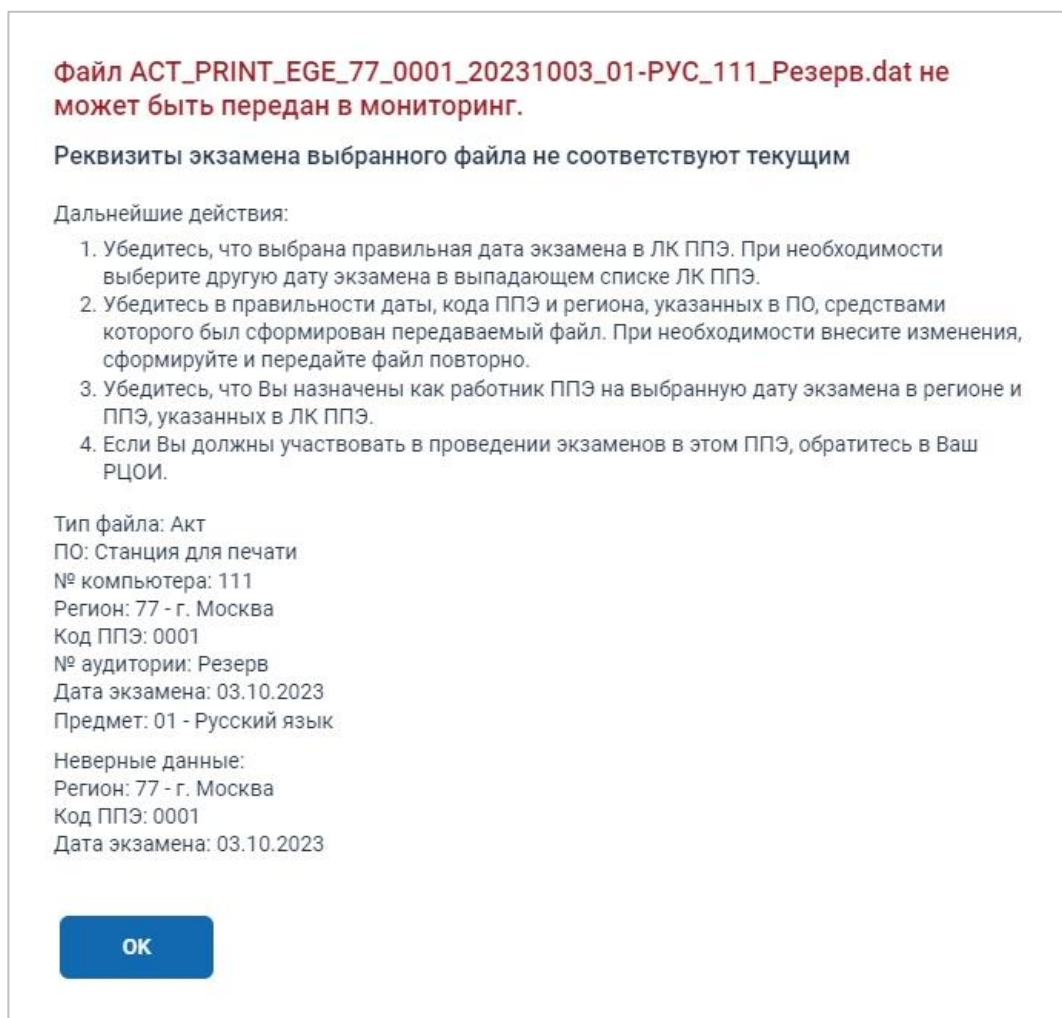 Файл ACT_PRINT_EGE_77_0001_20231003_01-РУС_111_Резерв.dat не
может быть передан в мониторинг.
Реквизиты экзамена выбранного файла не соответствуют текущим
Дальнейшие действия:
1. Убедитесь, что выбрана правильная дата экзамена в ЛК ППЭ. При необходимости
выберите другую дату экзамена в выпадающем списке ЛК ППЭ.
2. Убедитесь в правильности даты, кода ППЭ и региона, указанных в ПО, средствами
которого был сформирован передаваемый файл. При необходимости внесите изменения,
сформируйте и передайте файл повторно.
3. Убедитесь, что Вы назначены как работник ППЭ на выбранную дату экзамена в регионе и
ППЭ, указанных в ЛК ППЭ.
4. Если Вы должны участвовать в проведении экзаменов в этом ППЭ, обратитесь в Ваш
РЦОИ.
Тип файла: Акт
ПО: Станция для печати
№ компьютера: 111
Регион: 77 - г. Москва
Код ППЭ: 0001
№ аудитории: Резерв
Дата экзамена: 03.10.2023
Предмет: 01 - Русский язык
Неверные данные:
Регион: 77 - г. Москва
Код ППЭ: 0001
Дата экзамена: 03.10.2023
ОК